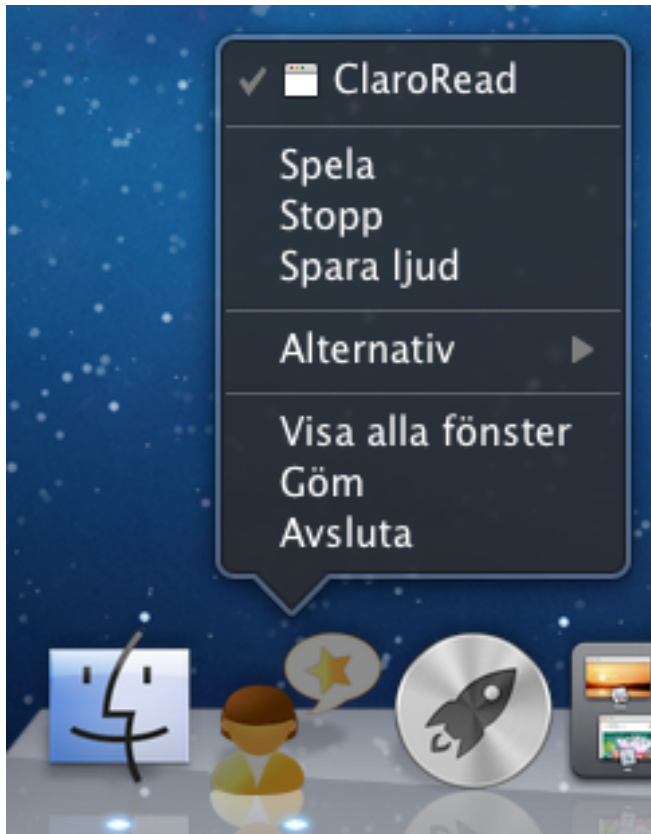 ClaroRead
Spela
Stopp
Spara ljud
Alternativ
Visa alla fönster
Göm
Avsluta